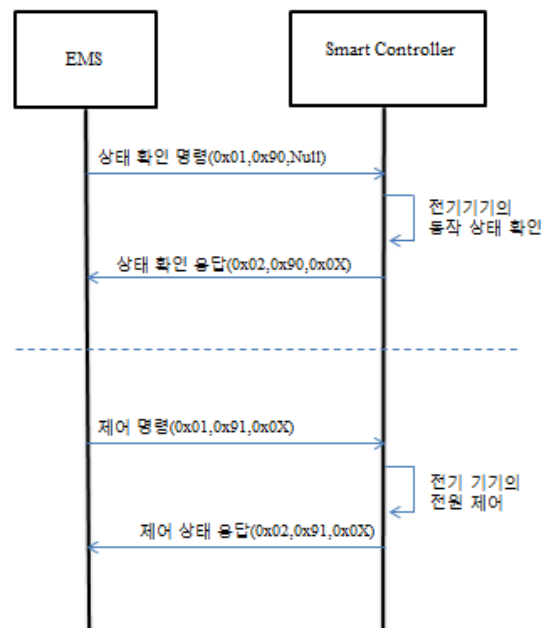 EMS
Smart Controller
상태 확인 명령(0x01,0x90,Null)
전기기기의
동작 상태 확인
상태 확인 응답(0x02,0x90,0x0X)
제어 명령(0x01,0x91,0x0X)
전기 기기의
전원 제어
제어 상태 응답(0x02,0x91,0x0X)